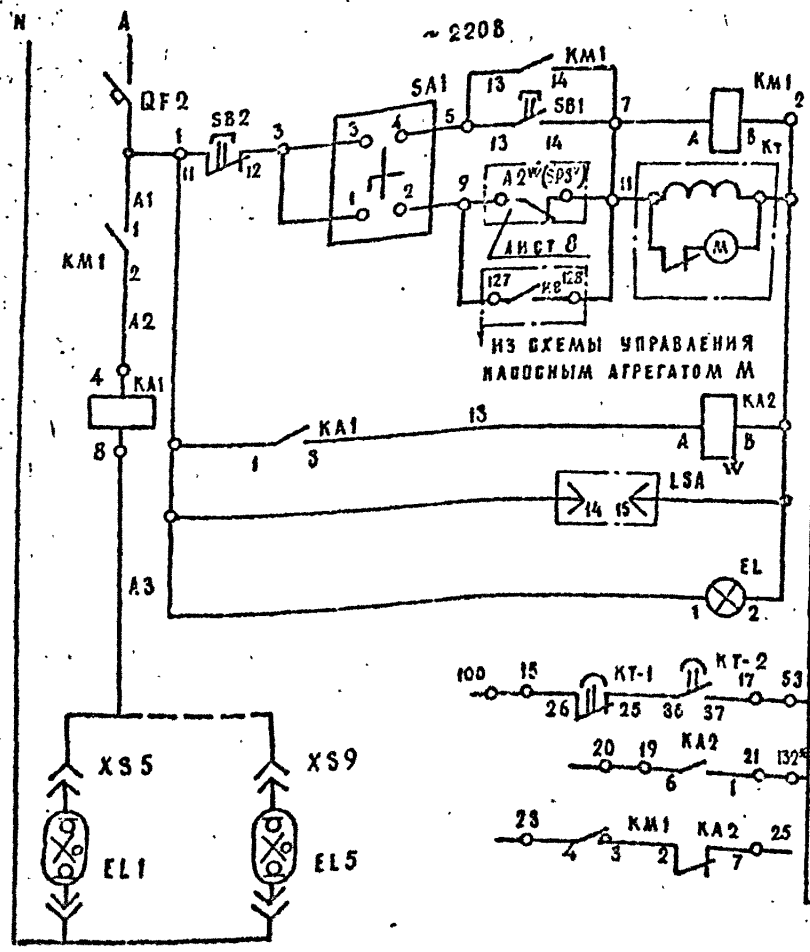 N A ~ 220В
QF2
SB2
SA1
13 14 KM1
SB1
13 14
1 11 12 3
3 4 5
1 2 9
7 A B KM1 2
KT
A2 (SPS)
11
M
ЛИСТ 8
127 128
A1
1
KM1
2
A2
ИЗ СХЕМЫ УПРАВЛЕНИЯ
НАСОСНЫМ АГРЕГАТОМ М
4 KA1
8
1 3 KA1 13 A B KA2
14 15 LSA
A3
1 2 EL
100 15 26 KT-1 25 36 KT-2 37 17 53
20 19 6 KA2 1 21 132*
23 4 3 KM1 2 KA2 7 25
XS5 XS9
EL1 EL5